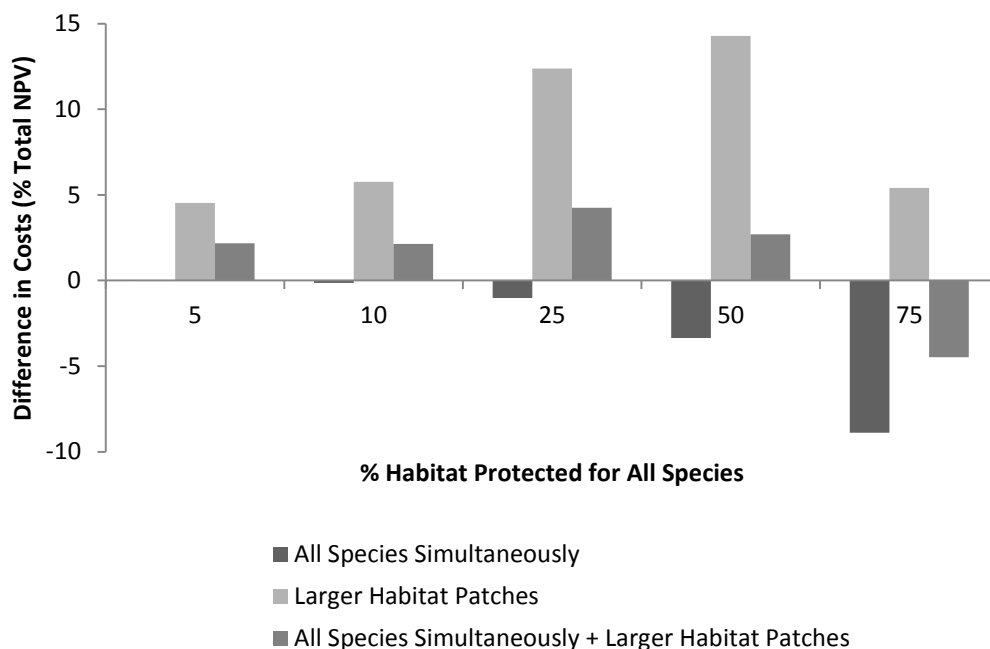 Difference in Costs (% Total NPV)
15
10
5
0
-5
-10
5 10 25 50 75
% Habitat Protected for All Species
All Species Simultaneously
Larger Habitat Patches
All Species Simultaneously + Larger Habitat Patches